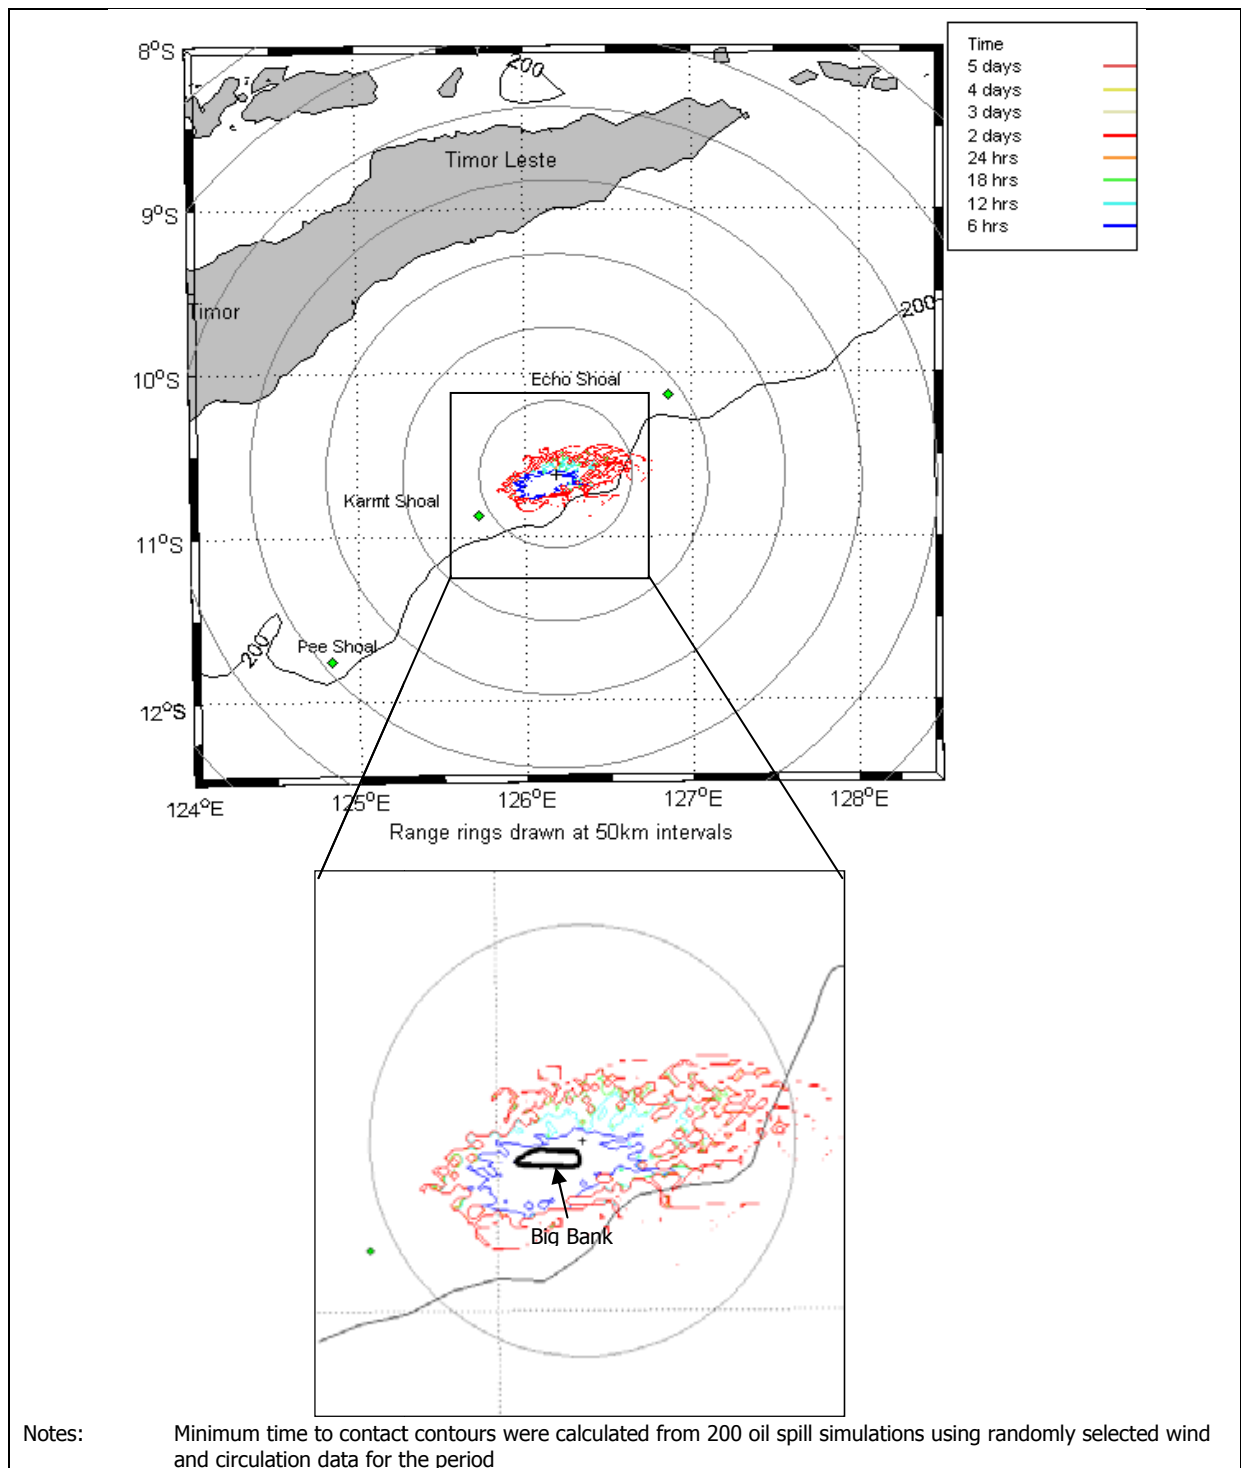 Time
5 days
4 days
3 days
2 days
24 hrs
18 hrs
12 hrs
6 hrs
8°S
200
Timor Leste
9°S
Timor
200
10°S
Echo Shoal
Karmt Shoal
11°S
200
Pee Shoal
12°S
124°E
125°E
126°E
127°E
128°E
Range rings drawn at 50km intervals
Big Bank
Notes: Minimum time to contact contours were calculated from 200 oil spill simulations using randomly selected wind
and circulation data for the period